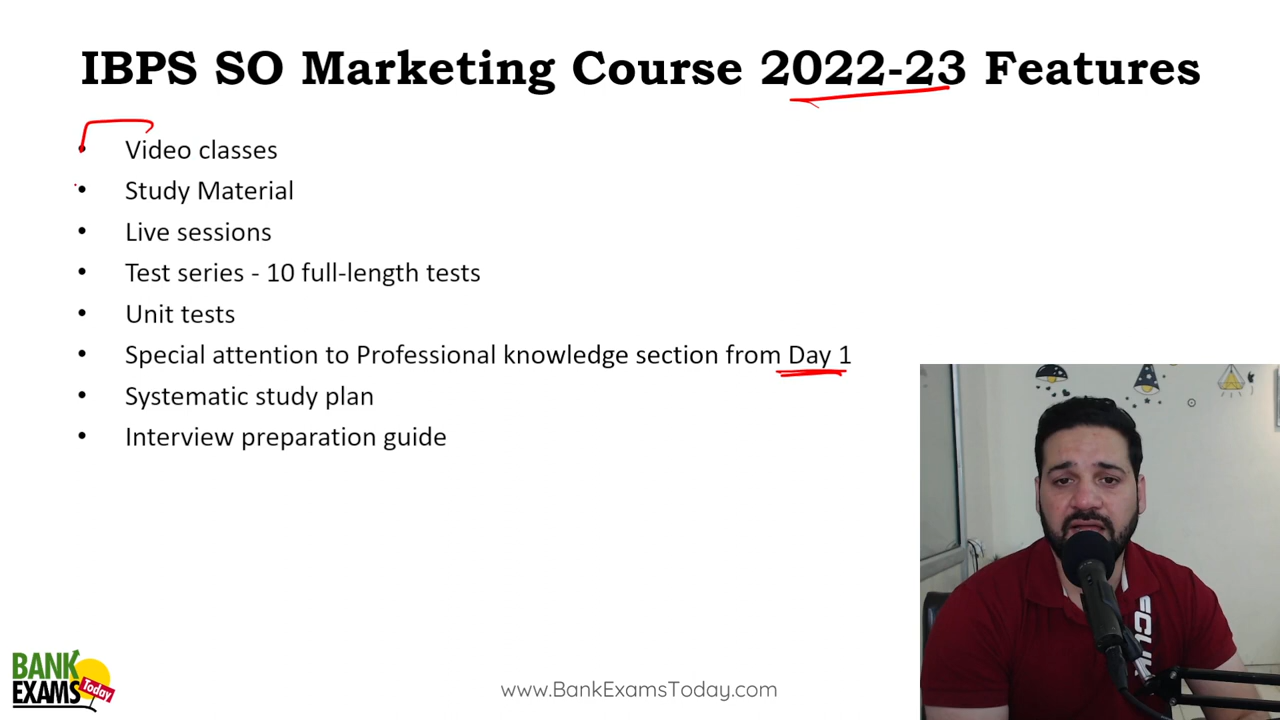 IBPS SO Marketing Course 2022-23 Features
• Video classes
• Study Material
• Live sessions
• Test series - 10 full-length tests
• Unit tests
• Special attention to Professional knowledge section from Day 1
• Systematic study plan
• Interview preparation guide
BANK
EXAMS
Today
www.BankExamsToday.com